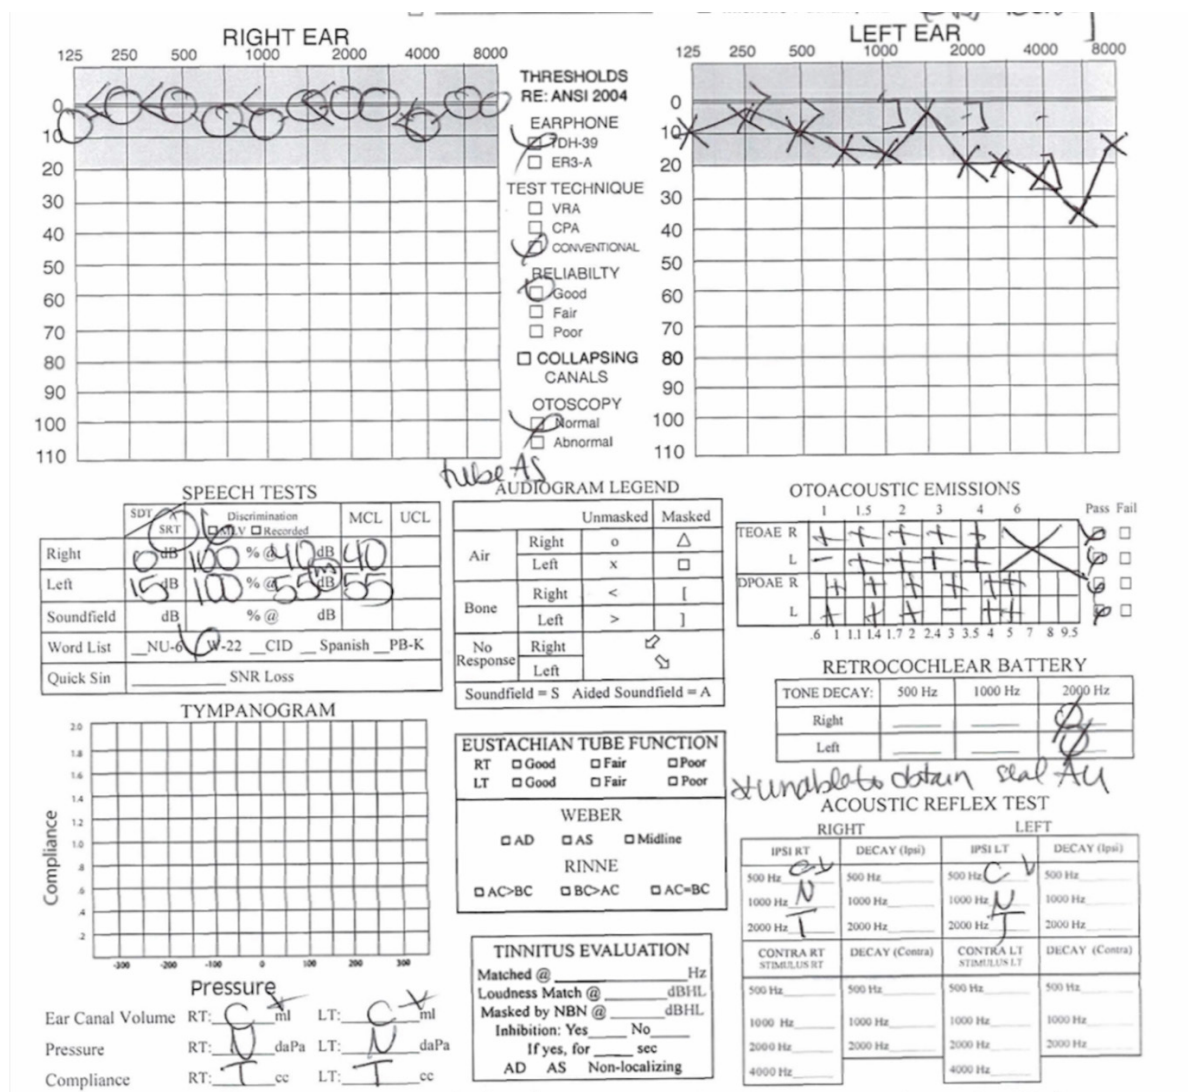 RIGHT EAR
125 250 500 1000 2000 4000 8000
0
10
20
30
40
50
60
70
80
90
100
110
THRESHOLDS
RE: ANSI 2004
EARPHONE
TDH-39
ER3-A
TEST TECHNIQUE
VRA
CPA
CONVENTIONAL
RELIABILTY
Good
Fair
Poor
COLLAPSING
CANALS
OTOSCOPY
Normal
Abnormal
tube AS
LEFT EAR
125 250 500 1000 2000 4000 8000
0
10
20
30
40
50
60
70
80
90
100
110
SPEECH TESTS
SDT SRT Discrimination MLV Recorded MCL UCL
Right 0 dB 100 % @ 40 dB 40
Left 15 dB 100 % @ 55 dB m 55
Soundfield dB % @ dB
Word List __NU-6 W-22 __CID __ Spanish __PB-K
Quick Sin ________ SNR Loss
AUDIOGRAM LEGEND
Unmasked Masked
Air Right o △
Left x □
Bone Right < [
Left > ]
No Response Right
Left
Soundfield = S Aided Soundfield = A
OTOACOUSTIC EMISSIONS
1 1.5 2 3 4 6 Pass Fail
TEOAE R + + + + +
L - + + + +
DPOAE R + + + + ++
L + + + - ++
.6 1 1.1 1.4 1.7 2 2.4 3 3.5 4 5 7 8 9.5
RETROCOCHLEAR BATTERY
TONE DECAY: 500 Hz 1000 Hz 2000 Hz
Right
Left
TYMPANOGRAM
Compliance
2.0
1.8
1.6
1.4
1.2
1.0
.8
.6
.4
.2
-300 -200 -100 0 100 200 300
Pressure
Ear Canal Volume RT: C ml LT: C ml
Pressure RT: N daPa LT: N daPa
Compliance RT: T cc LT: T cc
EUSTACHIAN TUBE FUNCTION
RT Good Fair Poor
LT Good Fair Poor
WEBER
AD AS Midline
RINNE
AC>BC BC>AC AC=BC
TINNITUS EVALUATION
Matched @ ________ Hz
Loudness Match @ ________ dBHL
Masked by NBN @ ________ dBHL
Inhibition: Yes____ No____
If yes, for ____ sec
AD AS Non-localizing
*unable to obtain seal AU
ACOUSTIC REFLEX TEST
RIGHT LEFT
IPSI RT DECAY (Ipsi) IPSI LT DECAY (Ipsi)
500 Hz C 500 Hz 500 Hz C 500 Hz
1000 Hz N 1000 Hz 1000 Hz N 1000 Hz
2000 Hz T 2000 Hz 2000 Hz T 2000 Hz
CONTRA RT STIMULUS RT DECAY (Contra) CONTRA LT STIMULUS LT DECAY (Contra)
500 Hz 500 Hz 500 Hz 500 Hz
1000 Hz 1000 Hz 1000 Hz 1000 Hz
2000 Hz 2000 Hz 2000 Hz 2000 Hz
4000 Hz 4000 Hz